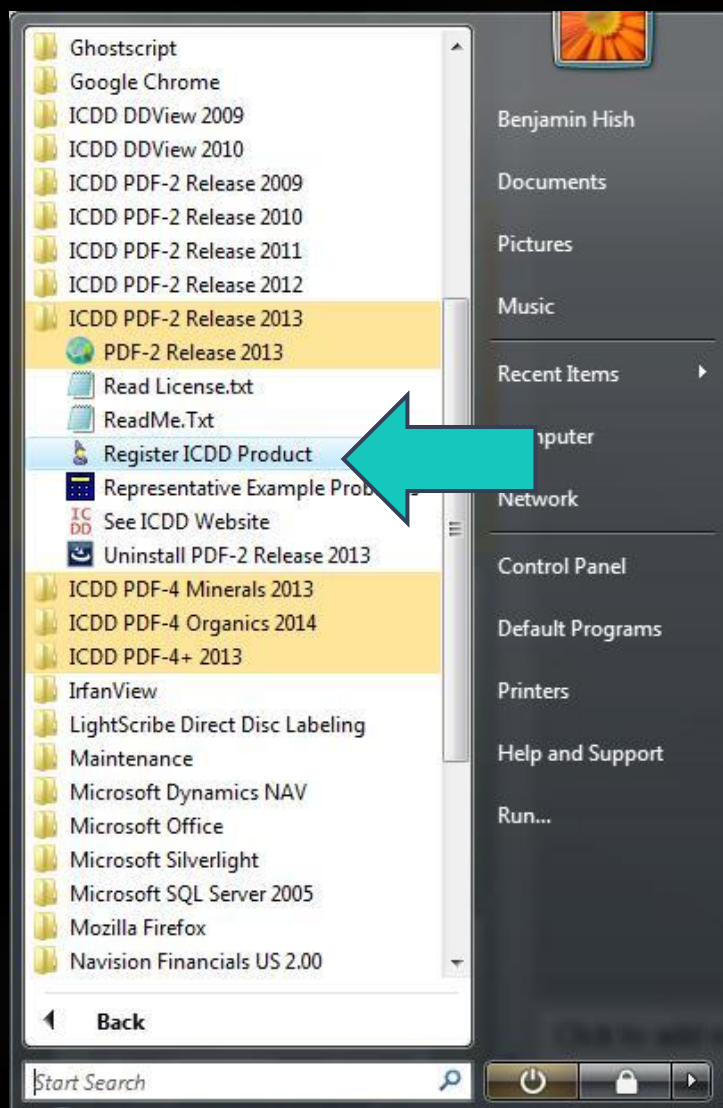 Ghostscript
Google Chrome
ICDD DDView 2009
ICDD DDView 2010
ICDD PDF-2 Release 2009
ICDD PDF-2 Release 2010
ICDD PDF-2 Release 2011
ICDD PDF-2 Release 2012
ICDD PDF-2 Release 2013
PDF-2 Release 2013
Read License.txt
ReadMe.Txt
Register ICDD Product
Representative Example
IC
DD
See ICDD Website
Uninstall PDF-2 Release 2013
ICDD PDF-4 Minerals 2013
ICDD PDF-4 Organics 2014
ICDD PDF-4+ 2013
IrfanView
LightScribe Direct Disc Labeling
Maintenance
Microsoft Dynamics NAV
Microsoft Office
Microsoft Silverlight
Microsoft SQL Server 2005
Mozilla Firefox
Navision Financials US 2.00
Back
Start Search
Benjamin Hish
Documents
Pictures
Music
Recent Items
Network
Control Panel
Default Programs
Printers
Help and Support
Run...